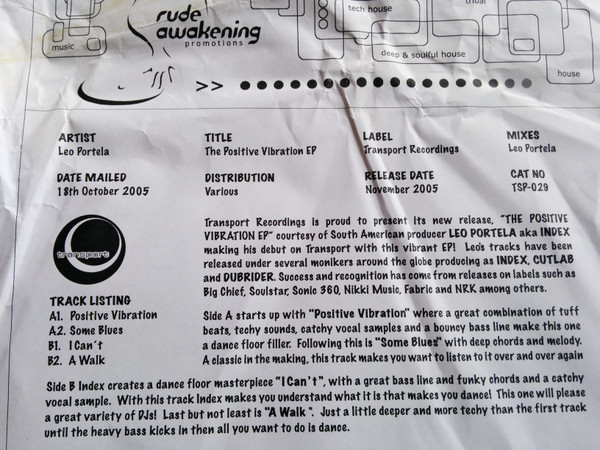 rude
awakening
promotions
music
tech house
tribal
deep & soulful house
house
>>
ARTIST
Leo Portela
TITLE
The Positive Vibration EP
LABEL
Transport Recordings
MIXES
Leo Portela
DATE MAILED
18th October 2005
DISTRIBUTION
Various
RELEASE DATE
November 2005
CAT NO
TSP-029
transport
Transport Recordings is proud to present its new release, "THE POSITIVE
VIBRATION EP" courtesy of South American producer LEO PORTELA aka INDEX
making his debut on Transport with this vibrant EP! Leo's tracks have been
released under several monikers around the globe producing as INDEX, CUTLAB
and DUBRIDER. Success and recognition has come from releases on labels such as
Big Chief, Soulstar, Sonic 360, Nikki Music, Fabric and NRK among others.
TRACK LISTING
A1. Positive Vibration
A2. Some Blues
B1. I Can't
B2. A Walk
Side A starts up with "Positive Vibration" where a great combination of tuff
beats, techy sounds, catchy vocal samples and a bouncy bass line make this one
a dance floor filler. Following this is "Some Blues" with deep chords and melody.
A classic in the making, this track makes you want to listen to it over and over again
Side B Index creates a dance floor masterpiece "I Can't", with a great bass line and funky chords and a catchy
vocal sample. With this track Index makes you understand what it is that makes you dance! This one will please
a great variety of DJs! Last but not least is "A Walk ". Just a little deeper and more techy than the first track
until the heavy bass kicks in then all you want to do is dance.